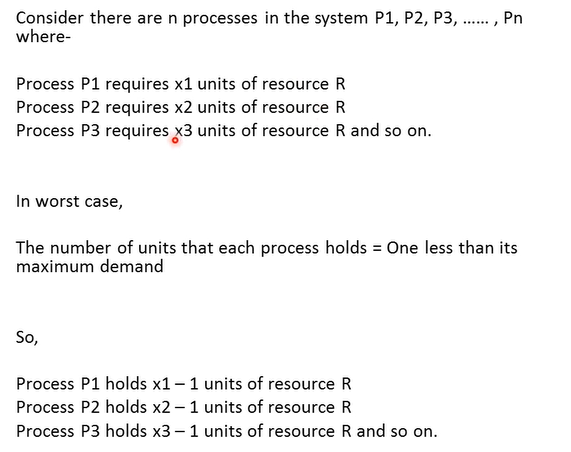 Consider there are n processes in the system P1, P2, P3, …... , Pn
where-
Process P1 requires x1 units of resource R
Process P2 requires x2 units of resource R
Process P3 requires x3 units of resource R and so on.
In worst case,
The number of units that each process holds = One less than its
maximum demand
So,
Process P1 holds x1 – 1 units of resource R
Process P2 holds x2 – 1 units of resource R
Process P3 holds x3 – 1 units of resource R and so on.